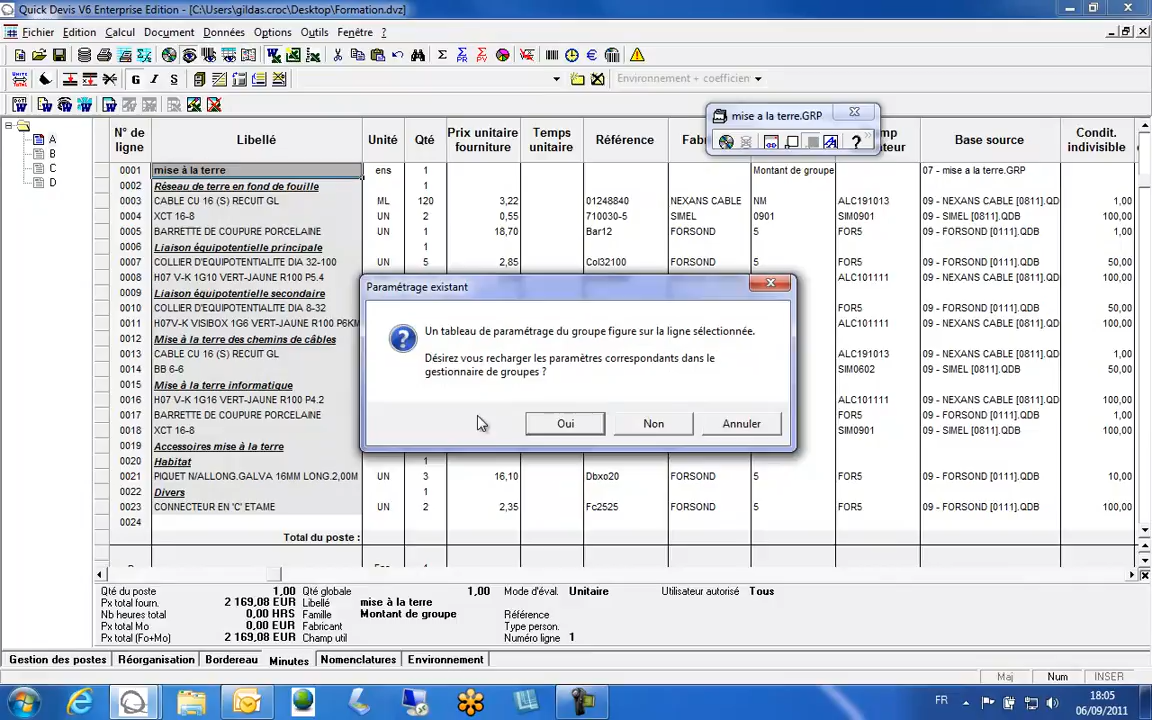 Quick Devis V6 Enterprise Edition - [C:\Users\gildas.croc\Desktop\Formation.dvz]
Fichier Edition Calcul Document Données Options Outils Fenêtre ?
G I S Environnement + coefficien
mise a la terre.GRP
A
B
C
D
N° de ligne Libellé Unité Qté Prix unitaire fourniture Temps unitaire Référence Base source Condit. indivisible
0001 mise à la terre ens 1 Montant de groupe 07 - mise a la terre.GRP
0002 Réseau de terre en fond de fouille 1
0003 CABLE CU 16 (S) RECUIT GL ML 120 3,22 01248840 NEXANS CABLE NM ALC191013 09 - NEXANS CABLE [0811].QD 1,00
0004 XCT 16-8 UN 2 0,55 710030-5 SIMEL 0901 SIM0901 09 - SIMEL [0811].QDB 100,00
0005 BARRETTE DE COUPURE PORCELAINE UN 1 18,70 Bar12 FORSOND 5 FOR5 09 - FORSOND [0111].QDB 1,00
0006 Liaison équipotentielle principale 1
0007 COLLIER D'EQUIPOTENTIALITE DIA 32-100 UN 5 2,85 Col32100 FORSOND 5 FOR5 09 - FORSOND [0111].QDB 50,00
0008 H07 V-K 1G10 VERT-JAUNE R100 P5.4 ALC101111 09 - NEXANS CABLE [0811].QD 100,00
0009 Liaison équipotentielle secondaire
0010 COLLIER D'EQUIPOTENTIALITE DIA 8-32 FOR5 09 - FORSOND [0111].QDB 50,00
0011 H07V-K VISIBOX 1G6 VERT-JAUNE R100 P6KM ALC101111 09 - NEXANS CABLE [0811].QD 100,00
0012 Mise à la terre des chemins de câbles
0013 CABLE CU 16 (S) RECUIT GL ALC191013 09 - NEXANS CABLE [0811].QD 1,00
0014 BB 6-6 SIM0602 09 - SIMEL [0811].QDB 50,00
0015 Mise à la terre informatique
0016 H07 V-K 1G16 VERT-JAUNE R100 P4.2 ALC101111 09 - NEXANS CABLE [0811].QD 100,00
0017 BARRETTE DE COUPURE PORCELAINE FOR5 09 - FORSOND [0111].QDB 1,00
0018 XCT 16-8 SIM0901 09 - SIMEL [0811].QDB 100,00
0019 Accessoires mise à la terre
0020 Habitat 1
0021 PIQUET N/ALLONG.GALVA 16MM LONG.2,00M UN 3 16,10 Dbxo20 FORSOND 5 FOR5 09 - FORSOND [0111].QDB 10,00
0022 Divers 1
0023 CONNECTEUR EN 'C' ETAME UN 2 2,35 Fc2525 FORSOND 5 FOR5 09 - FORSOND [0111].QDB 100,00
0024
Total du poste :
Paramétrage existant
Un tableau de paramétrage du groupe figure sur la ligne sélectionnée.
Désirez vous recharger les paramètres correspondants dans le
gestionnaire de groupes ?
Oui Non Annuler
Qté du poste 1,00 Qté globale 1,00 Mode d'éval. Unitaire Utilisateur autorisé Tous
Px total fourn. 2 169,08 EUR Libellé mise à la terre
Nb heures total 0,00 HRS Famille Montant de groupe Référence
Px total Mo 0,00 EUR Fabricant Type person.
Px total (Fo+Mo) 2 169,08 EUR Champ util Numéro ligne 1
Gestion des postes Réorganisation Bordereau Minutes Nomenclatures Environnement
Maj Num INSER
FR 18:05
06/09/2011